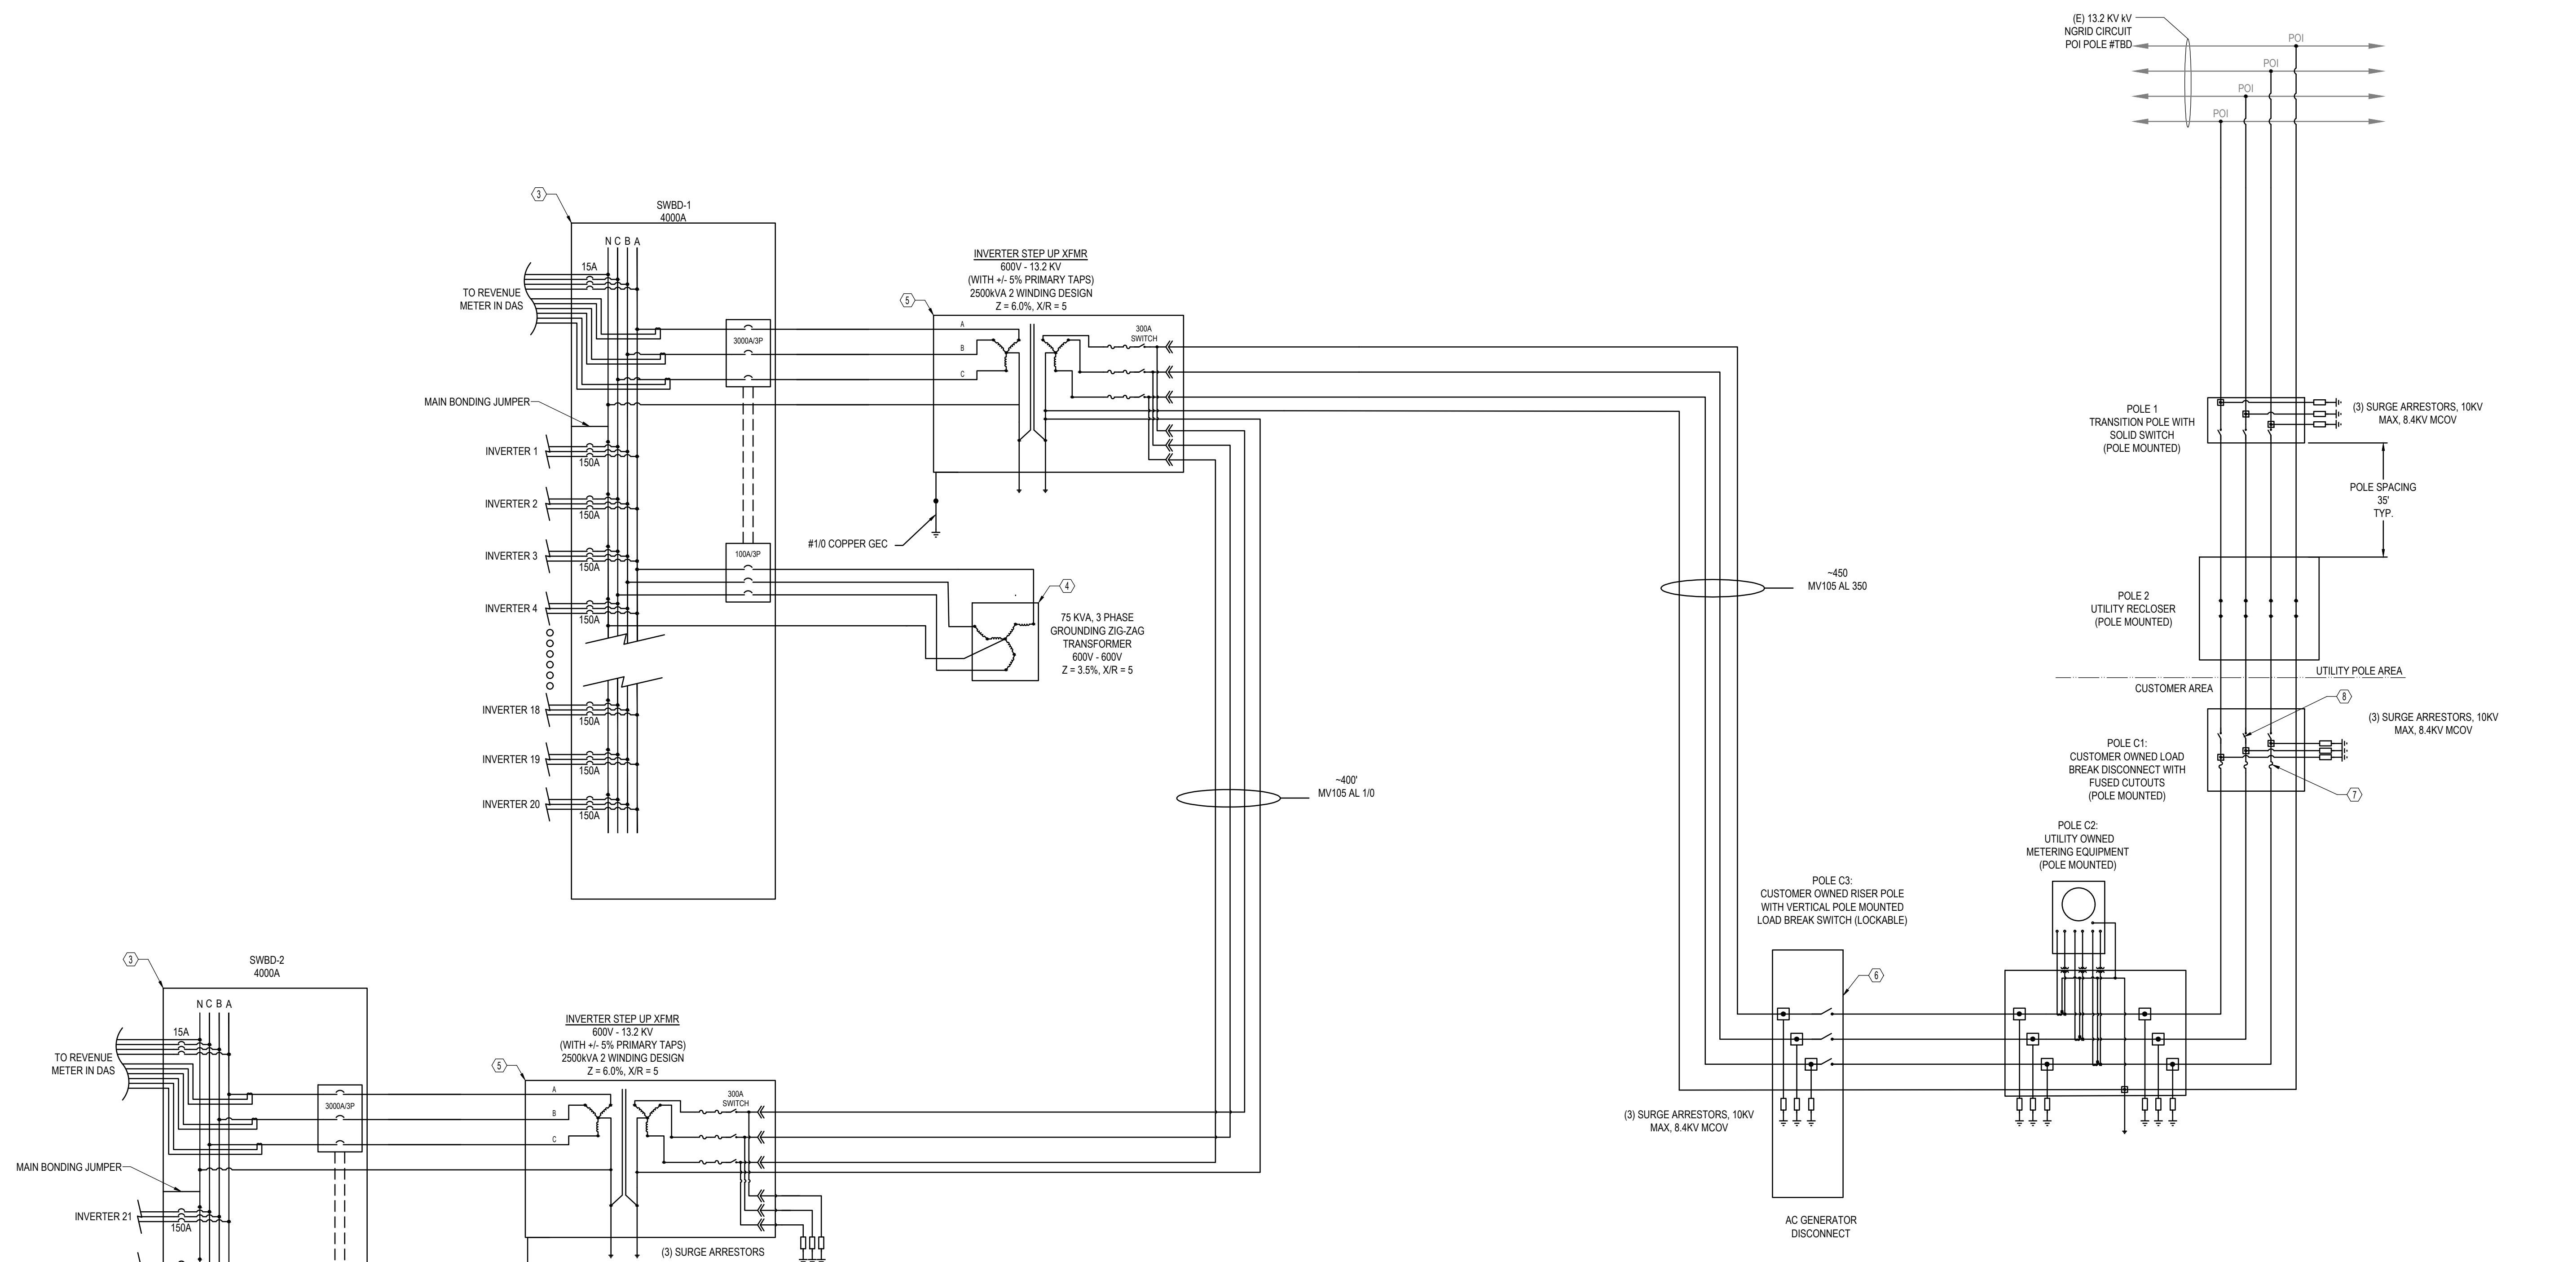 (E) 13.2 KV kV
NGRID CIRCUIT
POI POLE #TBD
POI
POI
POI
POI
3
SWBD-1
4000A
N C B A
15A
TO REVENUE
METER IN DAS
3000A/3P
MAIN BONDING JUMPER
INVERTER 1
150A
INVERTER 2
150A
INVERTER 3
150A
INVERTER 4
150A
INVERTER 18
150A
INVERTER 19
150A
INVERTER 20
150A
100A/3P
INVERTER STEP UP XFMR
600V - 13.2 KV
(WITH +/- 5% PRIMARY TAPS)
2500kVA 2 WINDING DESIGN
Z = 6.0%, X/R = 5
5
A
B
C
300A
SWITCH
#1/0 COPPER GEC
4
75 KVA, 3 PHASE
GROUNDING ZIG-ZAG
TRANSFORMER
600V - 600V
Z = 3.5%, X/R = 5
~400'
MV105 AL 1/0
~450
MV105 AL 350
POLE 1
TRANSITION POLE WITH
SOLID SWITCH
(POLE MOUNTED)
(3) SURGE ARRESTORS, 10KV
MAX, 8.4KV MCOV
POLE SPACING
35'
TYP.
POLE 2
UTILITY RECLOSER
(POLE MOUNTED)
UTILITY POLE AREA
CUSTOMER AREA
8
(3) SURGE ARRESTORS, 10KV
MAX, 8.4KV MCOV
POLE C1:
CUSTOMER OWNED LOAD
BREAK DISCONNECT WITH
FUSED CUTOUTS
(POLE MOUNTED)
7
POLE C2:
UTILITY OWNED
METERING EQUIPMENT
(POLE MOUNTED)
POLE C3:
CUSTOMER OWNED RISER POLE
WITH VERTICAL POLE MOUNTED
LOAD BREAK SWITCH (LOCKABLE)
6
(3) SURGE ARRESTORS, 10KV
MAX, 8.4KV MCOV
AC GENERATOR
DISCONNECT
3
SWBD-2
4000A
N C B A
15A
TO REVENUE
METER IN DAS
3000A/3P
MAIN BONDING JUMPER
INVERTER 21
150A
INVERTER STEP UP XFMR
600V - 13.2 KV
(WITH +/- 5% PRIMARY TAPS)
2500kVA 2 WINDING DESIGN
Z = 6.0%, X/R = 5
5
A
B
C
300A
SWITCH
(3) SURGE ARRESTORS